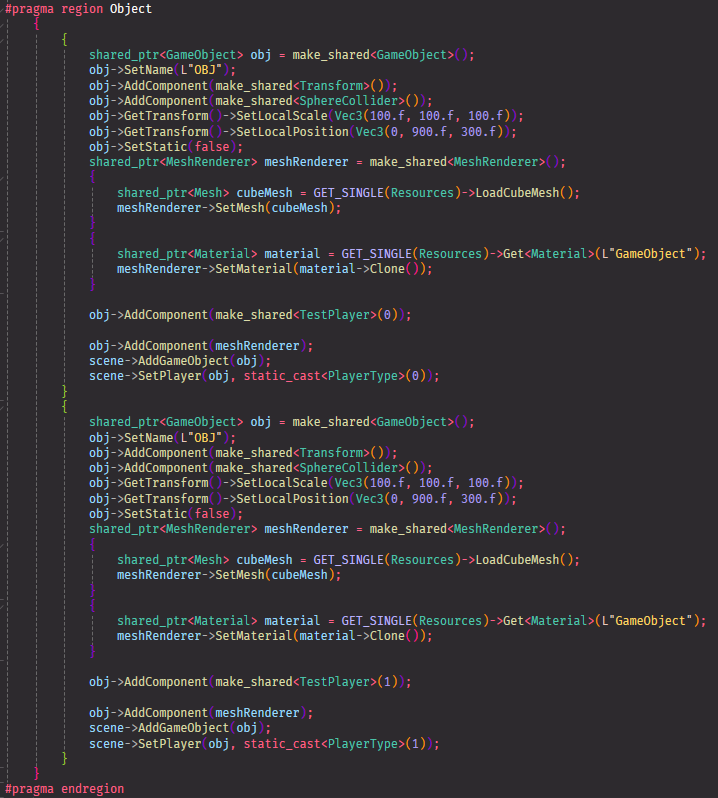 #pragma region Object
{
{
shared_ptr<GameObject> obj = make_shared<GameObject>();
obj->SetName(L"OBJ");
obj->AddComponent(make_shared<Transform>());
obj->AddComponent(make_shared<SphereCollider>());
obj->GetTransform()->SetLocalScale(Vec3(100.f, 100.f, 100.f));
obj->GetTransform()->SetLocalPosition(Vec3(0, 900.f, 300.f));
obj->SetStatic(false);
shared_ptr<MeshRenderer> meshRenderer = make_shared<MeshRenderer>();
{
shared_ptr<Mesh> cubeMesh = GET_SINGLE(Resources)->LoadCubeMesh();
meshRenderer->SetMesh(cubeMesh);
}
{
shared_ptr<Material> material = GET_SINGLE(Resources)->Get<Material>(L"GameObject");
meshRenderer->SetMaterial(material->Clone());
}
obj->AddComponent(make_shared<TestPlayer>(0));
obj->AddComponent(meshRenderer);
scene->AddGameObject(obj);
scene->SetPlayer(obj, static_cast<PlayerType>(0));
}
{
shared_ptr<GameObject> obj = make_shared<GameObject>();
obj->SetName(L"OBJ");
obj->AddComponent(make_shared<Transform>());
obj->AddComponent(make_shared<SphereCollider>());
obj->GetTransform()->SetLocalScale(Vec3(100.f, 100.f, 100.f));
obj->GetTransform()->SetLocalPosition(Vec3(0, 900.f, 300.f));
obj->SetStatic(false);
shared_ptr<MeshRenderer> meshRenderer = make_shared<MeshRenderer>();
{
shared_ptr<Mesh> cubeMesh = GET_SINGLE(Resources)->LoadCubeMesh();
meshRenderer->SetMesh(cubeMesh);
}
{
shared_ptr<Material> material = GET_SINGLE(Resources)->Get<Material>(L"GameObject");
meshRenderer->SetMaterial(material->Clone());
}
obj->AddComponent(make_shared<TestPlayer>(1));
obj->AddComponent(meshRenderer);
scene->AddGameObject(obj);
scene->SetPlayer(obj, static_cast<PlayerType>(1));
}
}
#pragma endregion